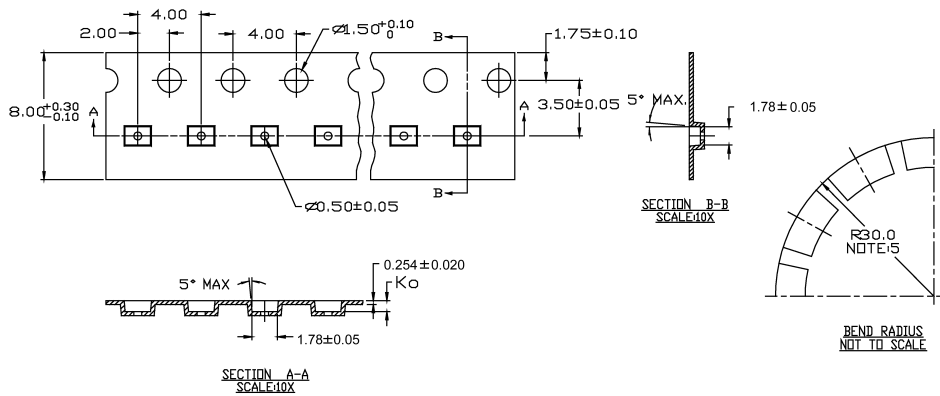 4.00
2.00
4.00
⌀1.50+0.10 0
B
1.75±0.10
8.00+0.30 -0.10
A
A
3.50±0.05
B
⌀0.50±0.05
5° MAX.
1.78±0.05
SECTION B-B
SCALE:10X
R30.0
NOTE:5
BEND RADIUS
NOT TO SCALE
5° MAX
0.254±0.020
Ko
1.78±0.05
SECTION A-A
SCALE:10X